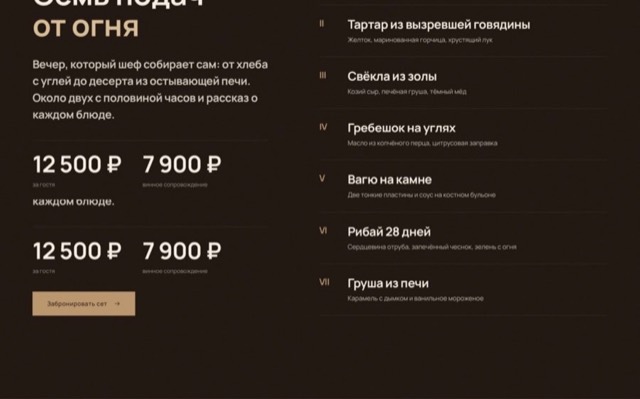 Семь подач
от огня
Вечер, который шеф собирает сам: от хлеба
с углей до десерта из остывающей печи.
Около двух с половиной часов и рассказ о
каждом блюде.
12 500 ₽ 7 900 ₽
за гостя винное сопровождение
каждом блюде.
12 500 ₽ 7 900 ₽
за гостя винное сопровождение
Забронировать сет →
II Тартар из вызревшей говядины
Желток, маринованная горчица, хрустящий лук
III Свёкла из золы
Козий сыр, печёная груша, тёмный мёд
IV Гребешок на углях
Масло из копчёного перца, цитрусовая заправка
V Вагю на камне
Две тонкие пластины и соус на костном бульоне
VI Рибай 28 дней
Сердцевина отруба, запечённый чеснок, зелень с огня
VII Груша из печи
Карамель с дымком и ванильное мороженое